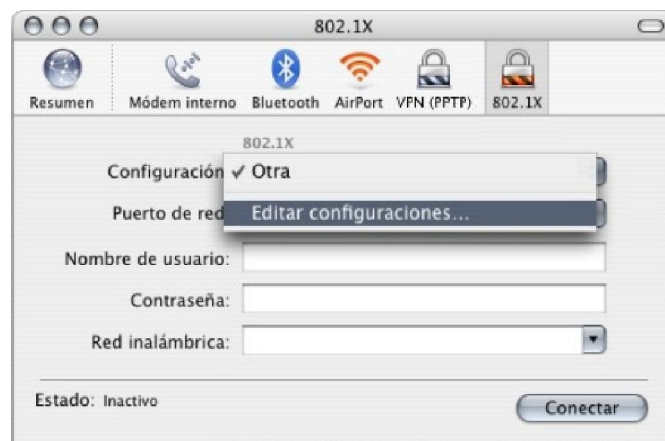 802.1X
Resumen Módem interno Bluetooth AirPort VPN (PPTP) 802.1X
802.1X
Configuración ✓ Otra
Puerto de red Editar configuraciones...
Nombre de usuario:
Contraseña:
Red inalámbrica:
Estado: Inactivo Conectar